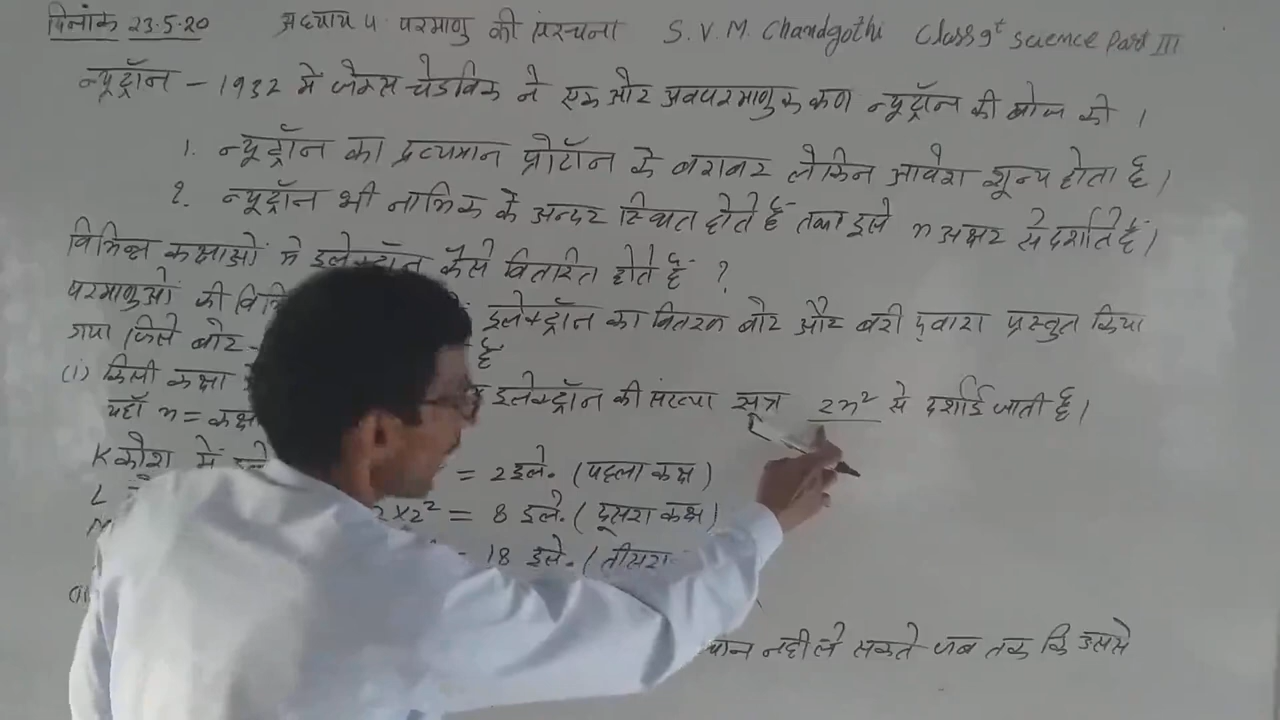 दिनांक 23.5.20 अध्याय 4. परमाणु की संरचना S.V.M. Chandgothi Class 9th Science Part III
न्यूट्रॉन - 1932 में जेम्स चेडविक ने एक और अवपरमाणुक कण न्यूट्रॉन की खोज की ।
1. न्यूट्रॉन का द्रव्यमान प्रोटॉन के बराबर लेकिन आवेश शून्य होता है ।
2. न्यूट्रॉन भी नाभिक के अन्दर स्थित होते है तथा इसे n अक्षर से दर्शाते है ।
विभिन्न कक्षाओं में इलेक्ट्रॉन कैसे वितरित होते है ?
परमाणुओं की इलेक्ट्रॉन का वितरण बोर और बरी द्वारा प्रस्तुत किया
गया जिसे बोर - है
(i) किसी कक्षा इलेक्ट्रॉन की संख्या सूत्र 2n² से दर्शाई जाती है ।
यहाँ n =
K कोश में = 2 इले. (पहला कक्ष)
L 2×2² = 8 इले. (दूसरा कक्ष)
M = 18 इले. (तीसरा
नही ले सकते जब तक कि उससे